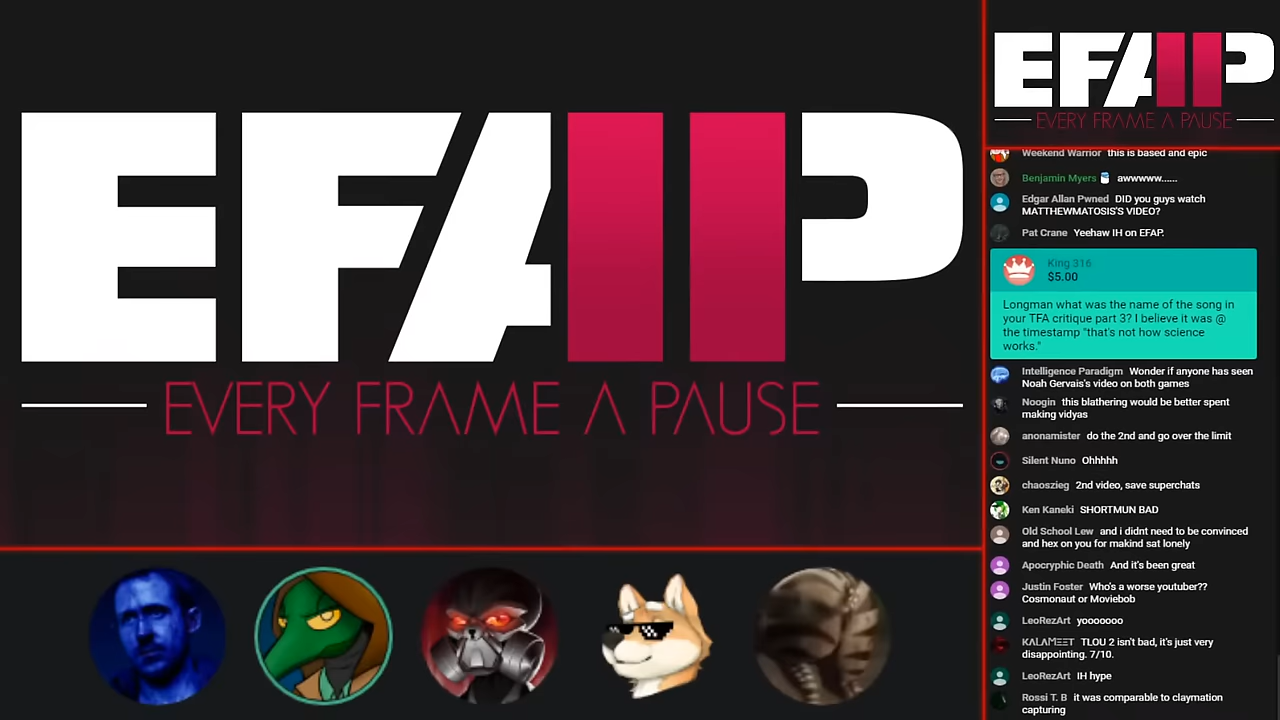 EFAP
EVERY FRAME A PAUSE
EFAP
EVERY FRAME A PAUSE
Weekend Warrior this is based and epic
Benjamin Myers awwwww......
Edgar Allan Pwned DID you guys watch
MATTHEWMATOSIS'S VIDEO?
Pat Crane Yeehaw IH on EFAP.
King 316
$5.00
Longman what was the name of the song in
your TFA critique part 3? I believe it was @
the timestamp "that's not how science
works."
Intelligence Paradigm Wonder if anyone has seen
Noah Gervais's video on both games
Noogin this blathering would be better spent
making vidyas
anonamister do the 2nd and go over the limit
Silent Nuno Ohhhhh
chaoszieg 2nd video, save superchats
Ken Kaneki SHORTMUN BAD
Old School Lew and i didnt need to be convinced
and hex on you for makind sat lonely
Apocryphic Death And it's been great
Justin Foster Who's a worse youtuber??
Cosmonaut or Moviebob
LeoRezArt yooooooo
KALAMΞΞT TLOU 2 isn't bad, it's just very
disappointing. 7/10.
LeoRezArt IH hype
Rossi T. B it was comparable to claymation
capturing